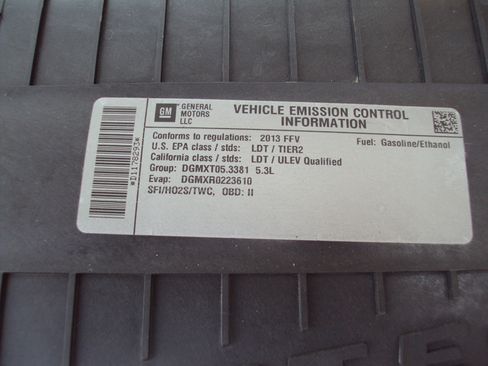 GM
GENERAL
MOTORS
LLC
VEHICLE EMISSION CONTROL
INFORMATION
Conforms to regulations: 2013 FFV
Fuel: Gasoline/Ethanol
U.S. EPA class / stds: LDT / TIER2
California class / stds: LDT / ULEV Qualified
Group: DGMXT05.3381 5.3L
Evap: DGMXR0223610
SFI/HO2S/TWC, OBD: II
*D1178293*